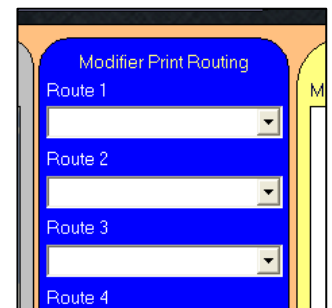 Modifier Print Routing
Route 1
M
Route 2
Route 3
Route 4